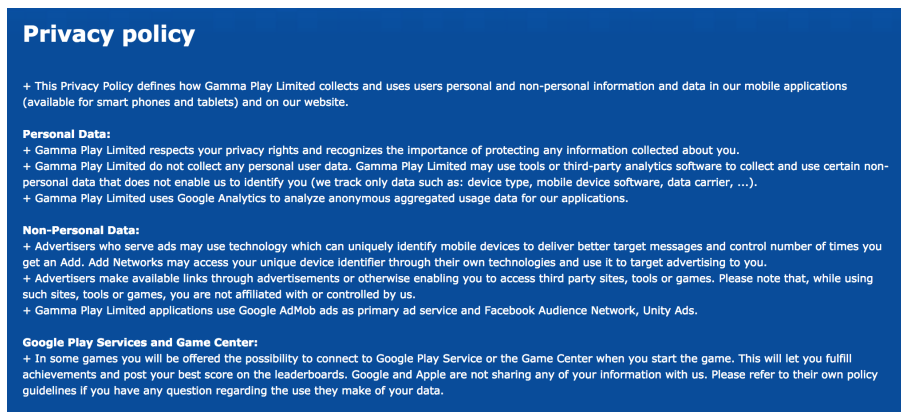 Privacy policy
+ This Privacy Policy defines how Gamma Play Limited collects and uses users personal and non-personal information and data in our mobile applications
(available for smart phones and tablets) and on our website.
Personal Data:
+ Gamma Play Limited respects your privacy rights and recognizes the importance of protecting any information collected about you.
+ Gamma Play Limited do not collect any personal user data. Gamma Play Limited may use tools or third-party analytics software to collect and use certain non-
personal data that does not enable us to identify you (we track only data such as: device type, mobile device software, data carrier, ...).
+ Gamma Play Limited uses Google Analytics to analyze anonymous aggregated usage data for our applications.
Non-Personal Data:
+ Advertisers who serve ads may use technology which can uniquely identify mobile devices to deliver better target messages and control number of times you
get an Add. Add Networks may access your unique device identifier through their own technologies and use it to target advertising to you.
+ Advertisers make available links through advertisements or otherwise enabling you to access third party sites, tools or games. Please note that, while using
such sites, tools or games, you are not affiliated with or controlled by us.
+ Gamma Play Limited applications use Google AdMob ads as primary ad service and Facebook Audience Network, Unity Ads.
Google Play Services and Game Center:
+ In some games you will be offered the possibility to connect to Google Play Service or the Game Center when you start the game. This will let you fulfill
achievements and post your best score on the leaderboards. Google and Apple are not sharing any of your information with us. Please refer to their own policy
guidelines if you have any question regarding the use they make of your data.